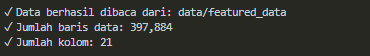 ✓ Data berhasil dibaca dari: data/featured_data
✓ Jumlah baris data: 397,884
✓ Jumlah kolom: 21